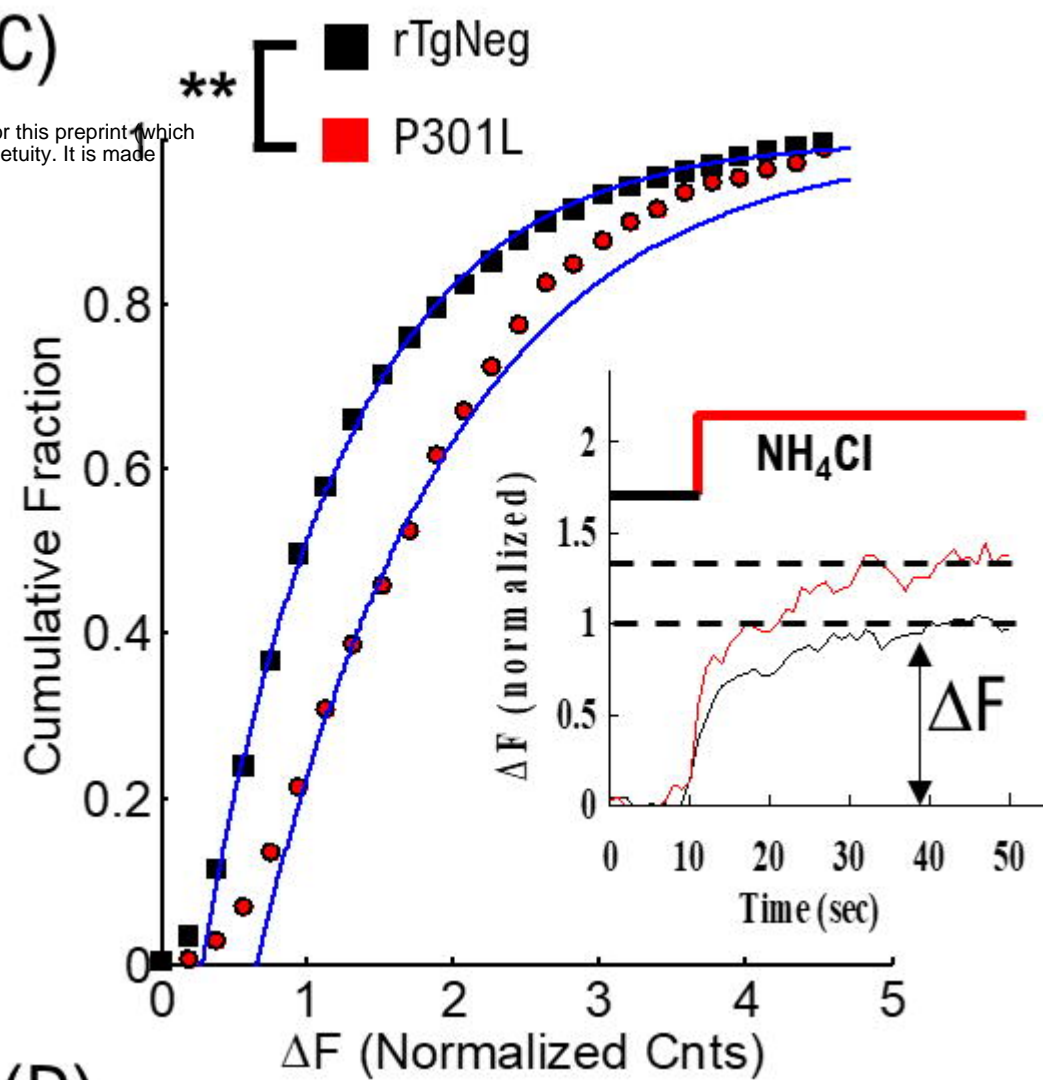 C)
**
rTgNeg
P301L
or this preprint (which
etuity. It is made
1
0.8
0.6
0.4
0.2
0
Cumulative Fraction
0 1 2 3 4 5
ΔF (Normalized Cnts)
NH₄Cl
2
1.5
1
0.5
0
ΔF (normalized)
ΔF
0 10 20 30 40 50
Time (sec)
(D)